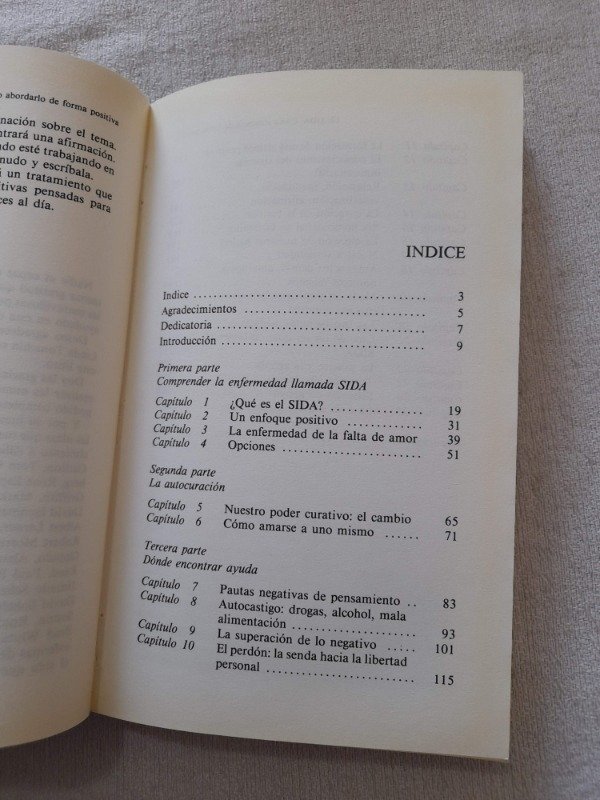 o abordarlo de forma positiva
nación sobre el tema.
ntrará una afirmación.
ndo esté trabajando en
nudo y escríbala.
i un tratamiento que
itivas pensadas para
ces al día.
INDICE
Indice ........................................ 3
Agradecimientos ............................... 5
Dedicatoria ................................... 7
Introducción .................................. 9
Primera parte
Comprender la enfermedad llamada SIDA
Capítulo 1 ¿Qué es el SIDA? .................. 19
Capítulo 2 Un enfoque positivo ............. 31
Capítulo 3 La enfermedad de la falta de amor 39
Capítulo 4 Opciones ........................ 51
Segunda parte
La autocuración
Capítulo 5 Nuestro poder curativo: el cambio 65
Capítulo 6 Cómo amarse a uno mismo ...... 71
Tercera parte
Dónde encontrar ayuda
Capítulo 7 Pautas negativas de pensamiento .. 83
Capítulo 8 Autocastigo: drogas, alcohol, mala
alimentación .................... 93
Capítulo 9 La superación de lo negativo ..... 101
Capítulo 10 El perdón: la senda hacia la libertad
personal ......................... 115